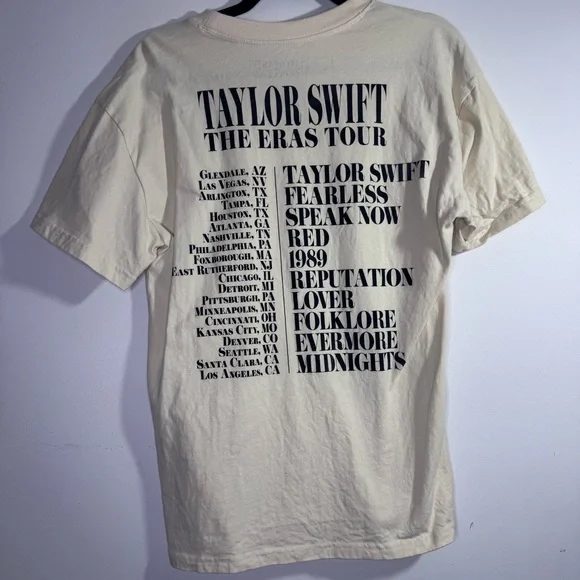 TAYLOR SWIFT
THE ERAS TOUR
GLENDALE, AZ
LAS VEGAS, NV
ARLINGTON, TX
TAMPA, FL
HOUSTON, TX
ATLANTA, GA
NASHVILLE, TN
PHILADELPHIA, PA
FOXBOROUGH, MA
EAST RUTHERFORD, NJ
CHICAGO, IL
DETROIT, MI
PITTSBURGH, PA
MINNEAPOLIS, MN
CINCINNATI, OH
KANSAS CITY, MO
DENVER, CO
SEATTLE, WA
SANTA CLARA, CA
LOS ANGELES, CA
TAYLOR SWIFT
FEARLESS
SPEAK NOW
RED
1989
REPUTATION
LOVER
FOLKLORE
EVERMORE
MIDNIGHTS